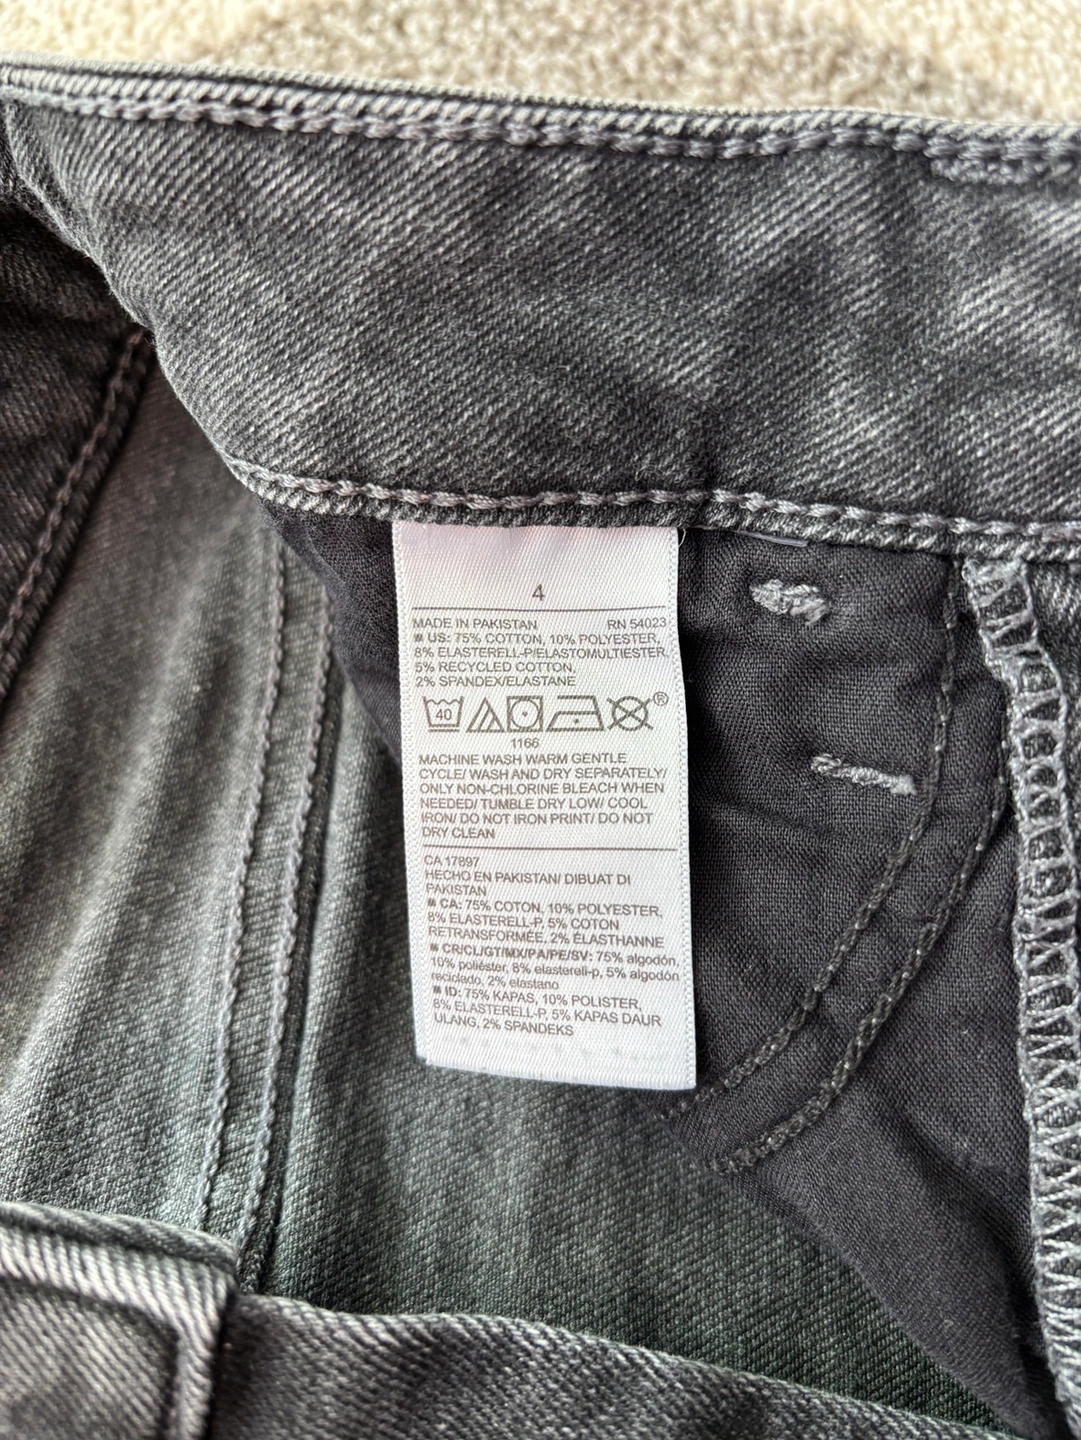 4
MADE IN PAKISTAN RN 54023
■ US: 75% COTTON, 10% POLYESTER,
8% ELASTERELL-P/ELASTOMULTIESTER,
5% RECYCLED COTTON,
2% SPANDEX/ELASTANE
40 ®
1166
MACHINE WASH WARM GENTLE
CYCLE/ WASH AND DRY SEPARATELY/
ONLY NON-CHLORINE BLEACH WHEN
NEEDED/ TUMBLE DRY LOW/ COOL
IRON/ DO NOT IRON PRINT/ DO NOT
DRY CLEAN
CA 17897
HECHO EN PAKISTAN/ DIBUAT DI
PAKISTAN
■ CA: 75% COTON, 10% POLYESTER,
8% ELASTERELL-P, 5% COTON
RETRANSFORMÉE, 2% ÉLASTHANNE
■ CR/CL/GT/MX/PA/PE/SV: 75% algodón,
10% poliéster, 8% elasterell-p, 5% algodón
reciclado, 2% elastano
■ ID: 75% KAPAS, 10% POLISTER,
8% ELASTERELL-P, 5% KAPAS DAUR
ULANG, 2% SPANDEKS